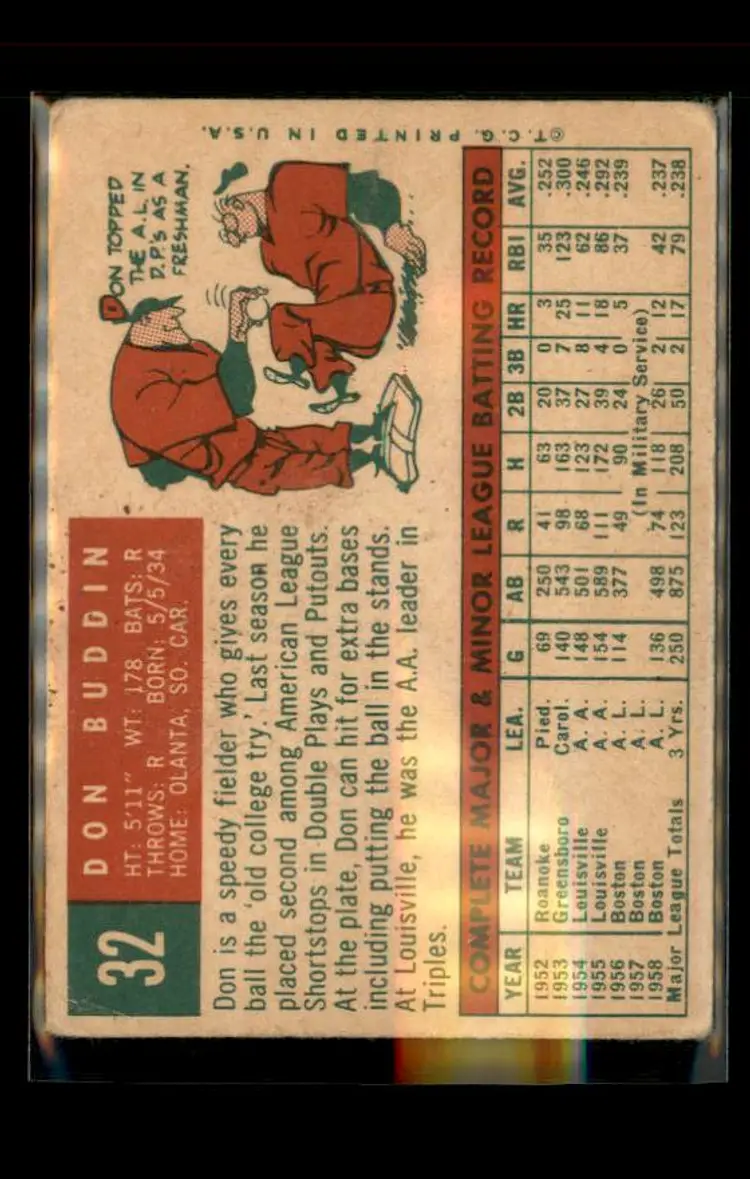 32
DON BUDDIN
HT: 5'11" WT: 178 BATS: R
THROWS: R BORN: 5/5/34
HOME: OLANTA, SO. CAR.
DON TOPPED
THE A.L. IN
D.P.'S AS A
FRESHMAN.
Don is a speedy fielder who gives every
ball the 'old college try.' Last season he
placed second among American League
Shortstops in Double Plays and Putouts.
At the plate, Don can hit for extra bases
including putting the ball in the stands.
At Louisville, he was the A.A. leader in
Triples.
COMPLETE MAJOR & MINOR LEAGUE BATTING RECORD
YEAR TEAM LEA. G AB R H 2B 3B HR RBI AVG.
1952 Roanoke Pied. 69 250 41 63 20 0 3 35 .252
1953 Greensboro Carol. 140 543 98 163 37 7 25 123 .300
1954 Louisville A. A. 148 501 68 123 27 8 11 62 .246
1955 Louisville A. A. 154 589 111 172 39 4 18 86 .292
1956 Boston A. L. 114 377 49 90 24 0 5 37 .239
1957 Boston A. L. (In Military Service)
1958 Boston A. L. 136 498 74 118 26 2 12 42 .237
Major League Totals 3 Yrs. 250 875 123 208 50 2 17 79 .238
©T.C.G. PRINTED IN U.S.A.